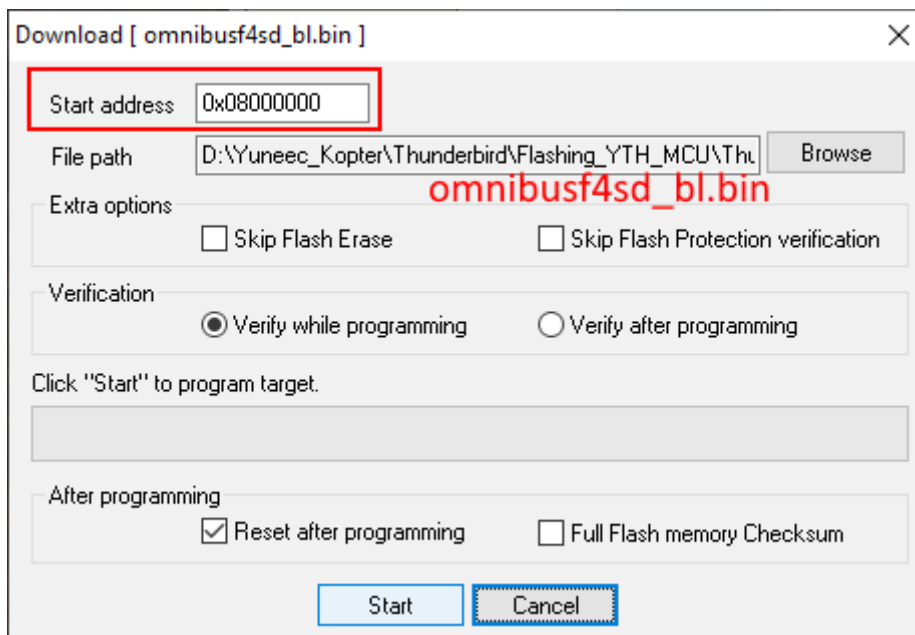 Download [ omnibusf4sd_bl.bin ]
Start address 0x08000000
File path D:\Yuneec_Kopter\Thunderbird\Flashing_YTH_MCU\Thu Browse
omnibusf4sd_bl.bin
Extra options
Skip Flash Erase Skip Flash Protection verification
Verification
Verify while programming Verify after programming
Click "Start" to program target.
After programming
Reset after programming Full Flash memory Checksum
Start Cancel